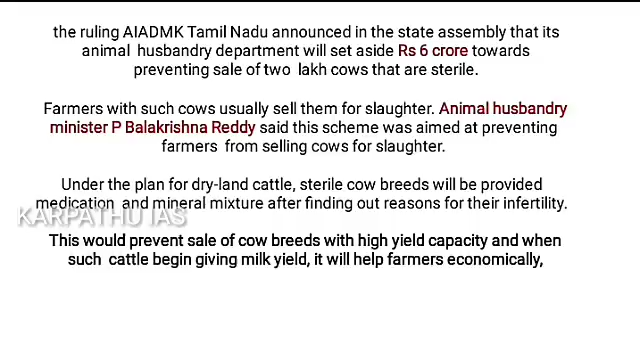 the ruling AIADMK Tamil Nadu announced in the state assembly that its
animal husbandry department will set aside Rs 6 crore towards
preventing sale of two lakh cows that are sterile.
Farmers with such cows usually sell them for slaughter. Animal husbandry
minister P Balakrishna Reddy said this scheme was aimed at preventing
farmers from selling cows for slaughter.
Under the plan for dry-land cattle, sterile cow breeds will be provided
medication and mineral mixture after finding out reasons for their infertility.
KARPATHU IAS
This would prevent sale of cow breeds with high yield capacity and when
such cattle begin giving milk yield, it will help farmers economically,